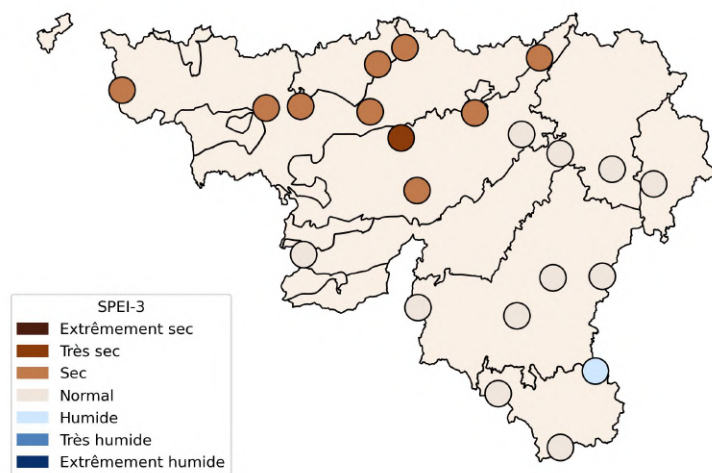 SPEI-3
Extrêmement sec
Très sec
Sec
Normal
Humide
Très humide
Extrêmement humide